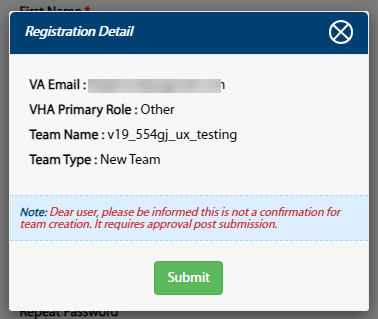 First Name *
Registration Detail
VA Email :
VHA Primary Role : Other
Team Name : v19_554gj_ux_testing
Team Type : New Team
Note: Dear user, please be informed this is not a confirmation for
team creation. It requires approval post submission.
Submit
Repeat Password